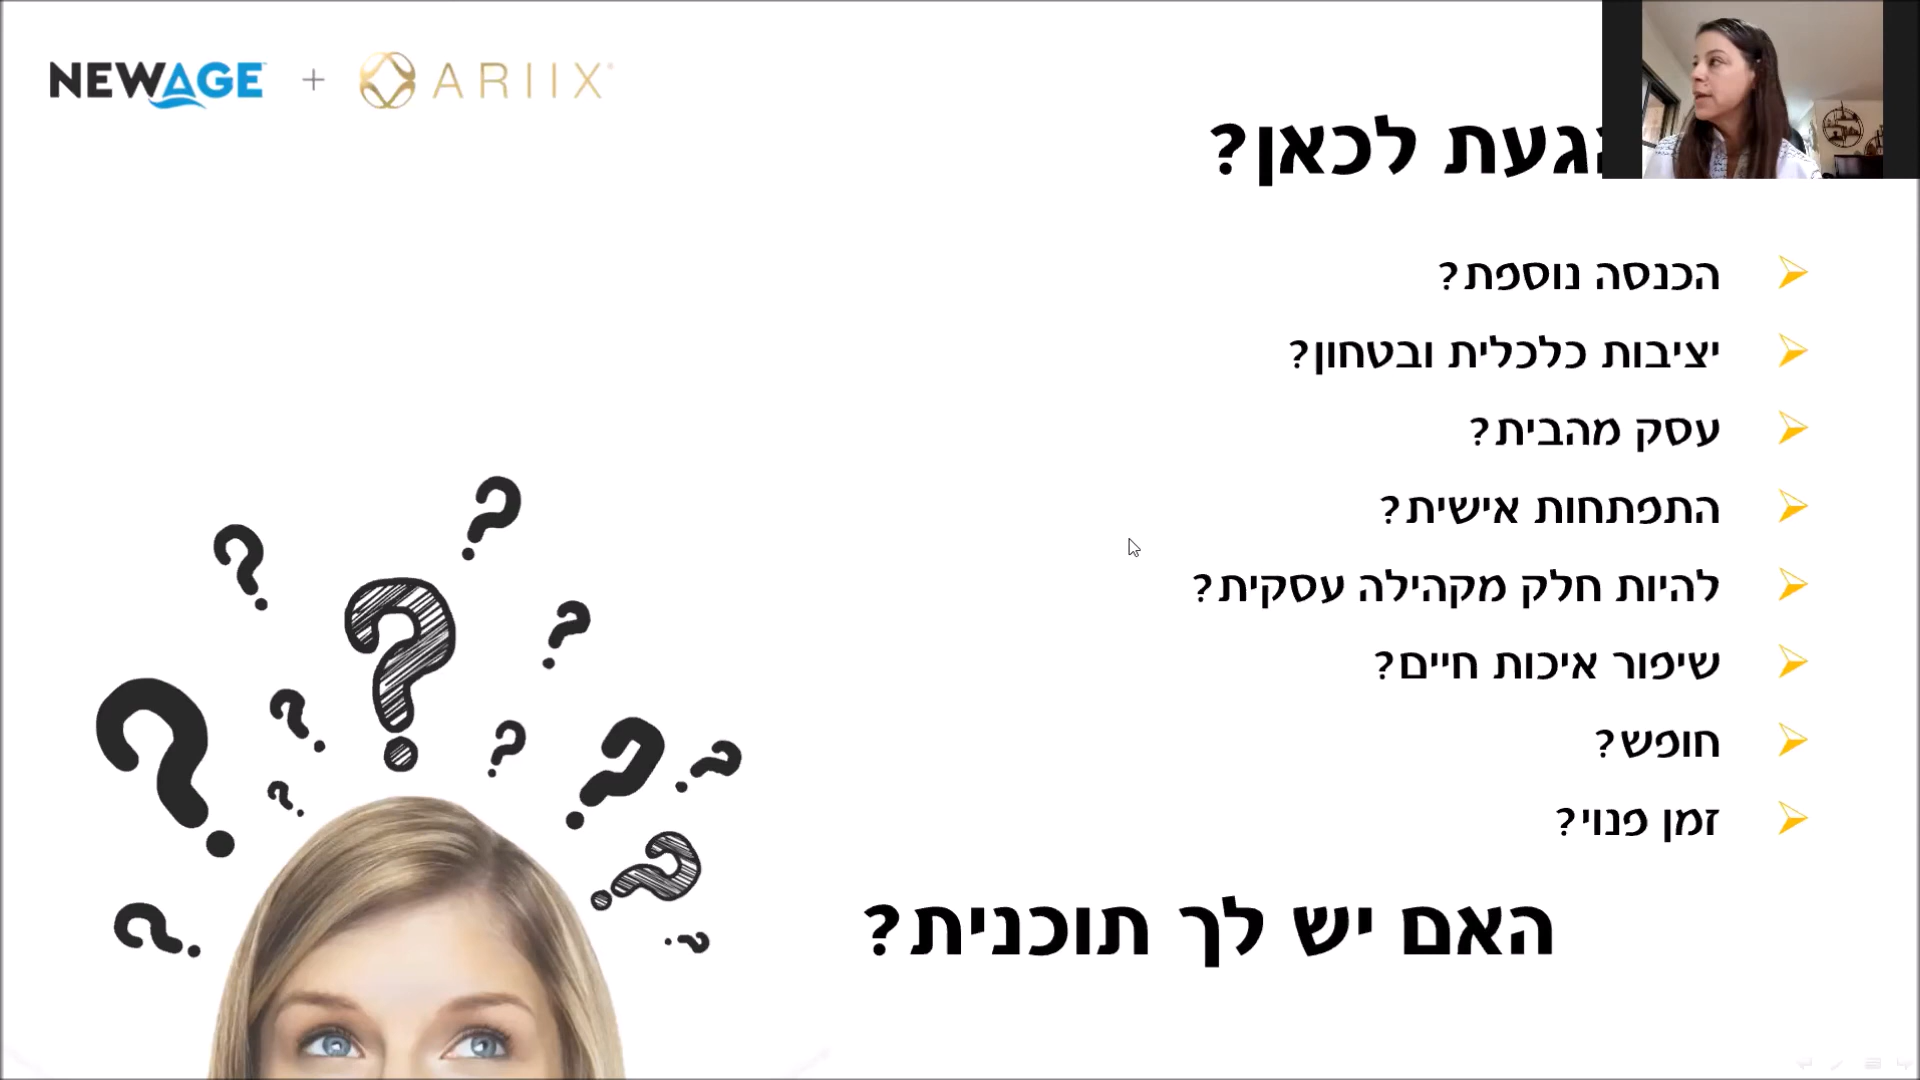 NEWAGE + ARIIX
לכאן?
הכנסה נוספת?
יציבות כלכלית ובטחון?
עסק מהבית?
התפתחות אישית?
להיות חלק מקהילה עסקית?
שיפור איכות חיים?
חופש?
זמן פנוי?
האם יש לך תוכנית?